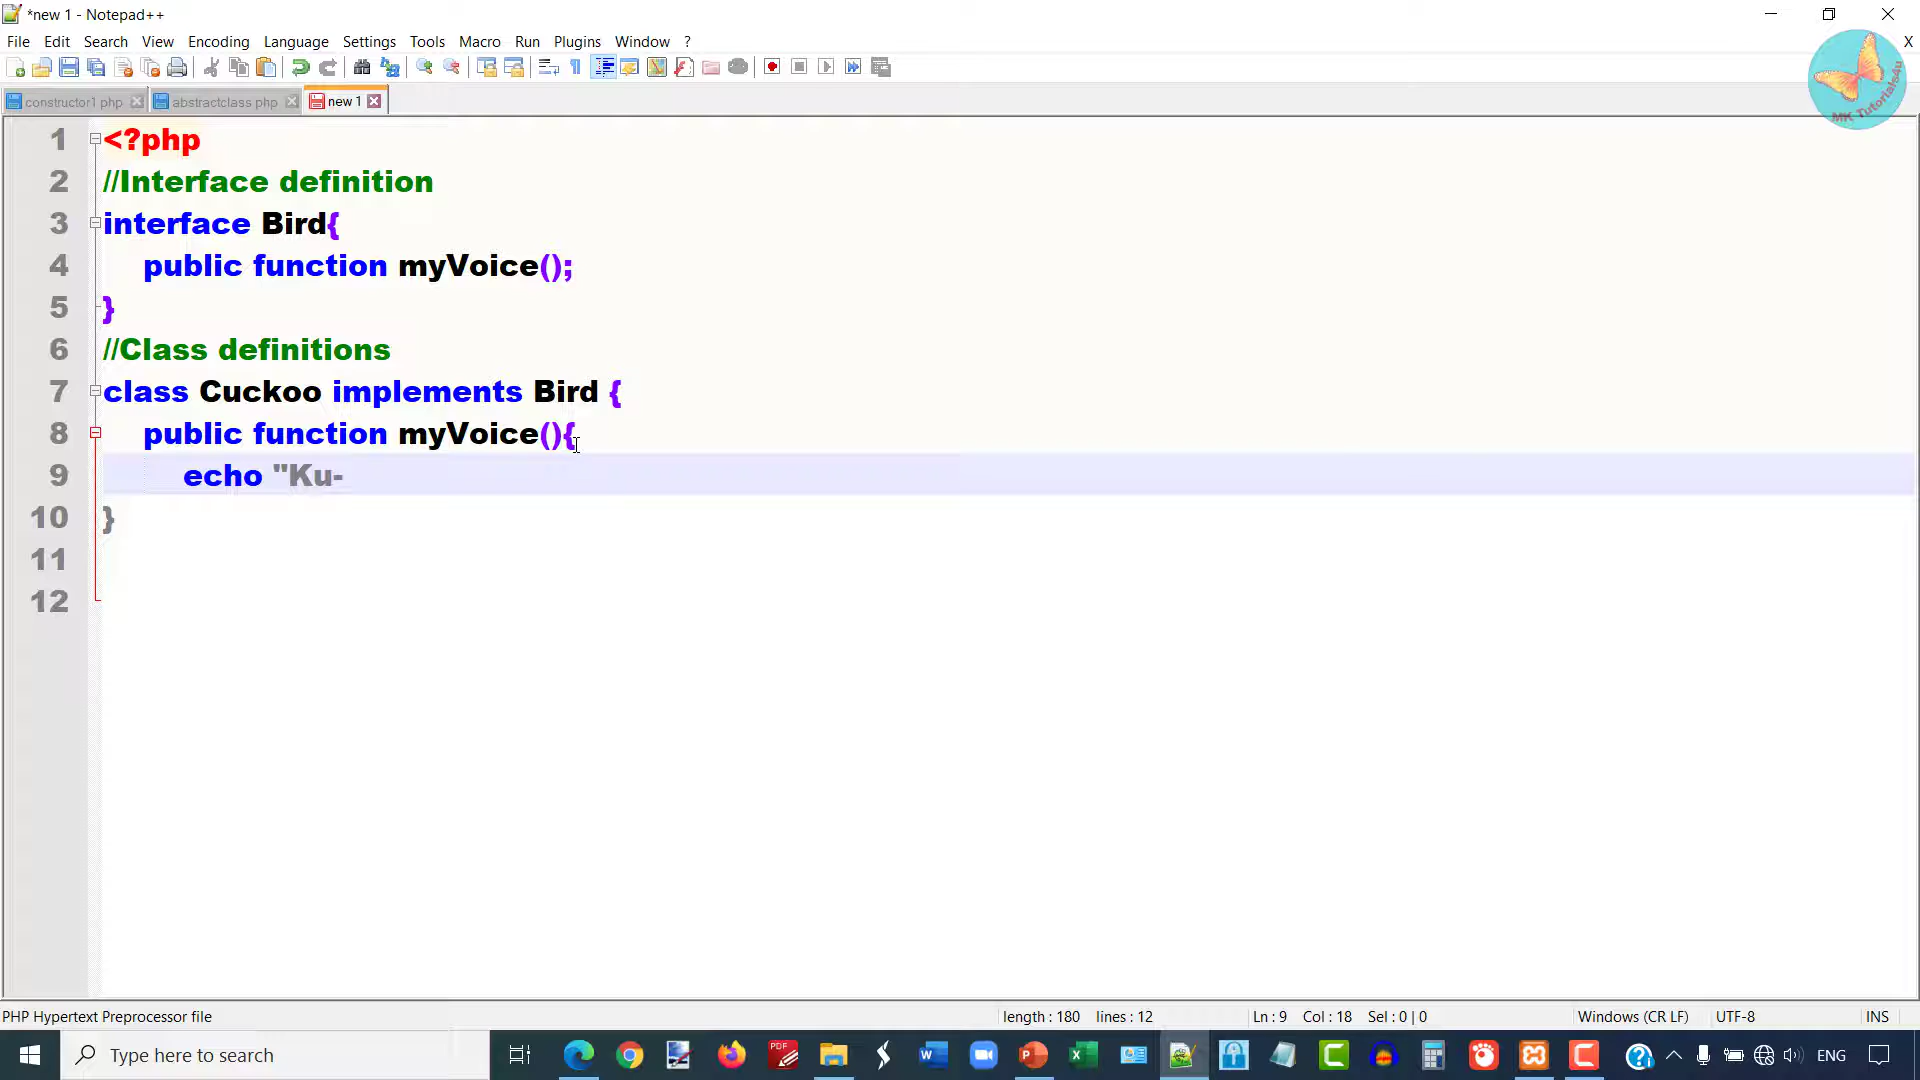 *new 1 - Notepad++
File Edit Search View Encoding Language Settings Tools Macro Run Plugins Window ?
X
MK Tutorials4u
constructor1 php abstractclass php new 1
1 <?php
2 //Interface definition
3 interface Bird{
4 public function myVoice();
5 }
6 //Class definitions
7 class Cuckoo implements Bird {
8 public function myVoice(){
9 echo "Ku-
10 }
11
12
PHP Hypertext Preprocessor file length : 180 lines : 12 Ln : 9 Col : 18 Sel : 0 | 0 Windows (CR LF) UTF-8 INS
Type here to search ENG